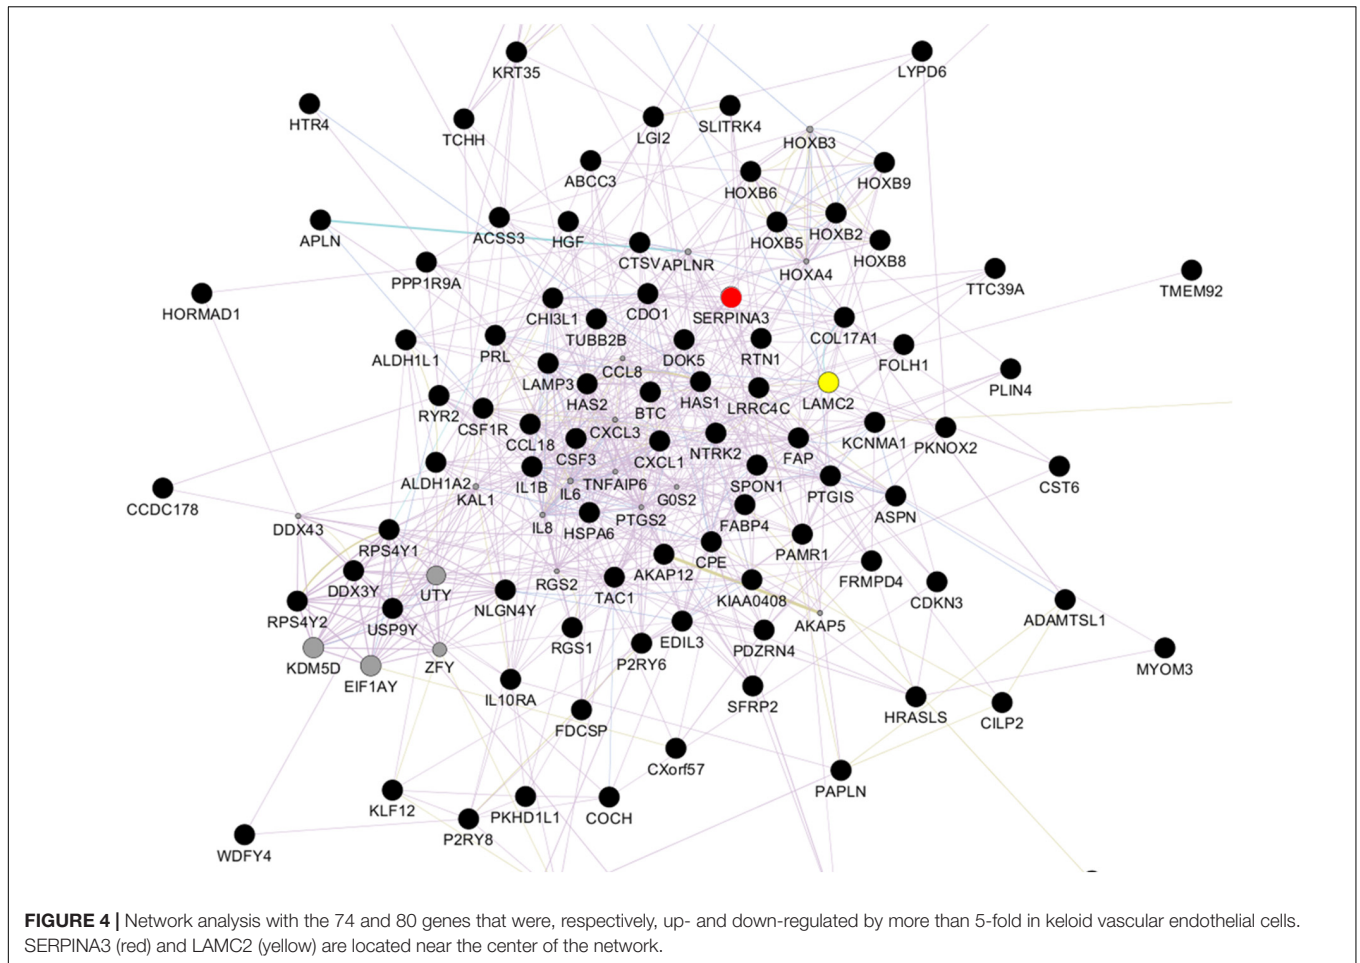 KRT35
LYPD6
HTR4
TCHH
LGI2
SLITRK4
HOXB3
ABCC3
HOXB6
HOXB9
APLN
ACSS3
HGF
CTSV
APLNR
HOXB5
HOXB2
HOXB8
HOXA4
PPP1R9A
HORMAD1
CHI3L1
CDO1
SERPINA3
TTC39A
TMEM92
TUBB2B
COL17A1
ALDH1L1
PRL
DOK5
RTN1
FOLH1
LAMP3
CCL8
PLIN4
HAS2
BTC
HAS1
LRRC4C
LAMC2
RYR2
CSF1R
CCL18
CXCL3
KCNMA1
PKNOX2
CSF3
CXCL1
NTRK2
FAP
ALDH1A2
KAL1
IL1B
IL6
TNFAIP6
G0S2
SPON1
PTGIS
CST6
CCDC178
DDX43
IL8
HSPA6
PTGS2
FABP4
ASPN
RPS4Y1
CPE
PAMR1
DDX3Y
UTY
RGS2
AKAP12
FRMPD4
RPS4Y2
USP9Y
NLGN4Y
TAC1
KIAA0408
AKAP5
CDKN3
ADAMTSL1
KDM5D
EIF1AY
ZFY
RGS1
P2RY6
EDIL3
PDZRN4
MYOM3
IL10RA
SFRP2
HRASLS
CILP2
FDCSP
CXorf57
PAPLN
KLF12
P2RY8
PKHD1L1
COCH
WDFY4
FIGURE 4 | Network analysis with the 74 and 80 genes that were, respectively, up- and down-regulated by more than 5-fold in keloid vascular endothelial cells.
SERPINA3 (red) and LAMC2 (yellow) are located near the center of the network.